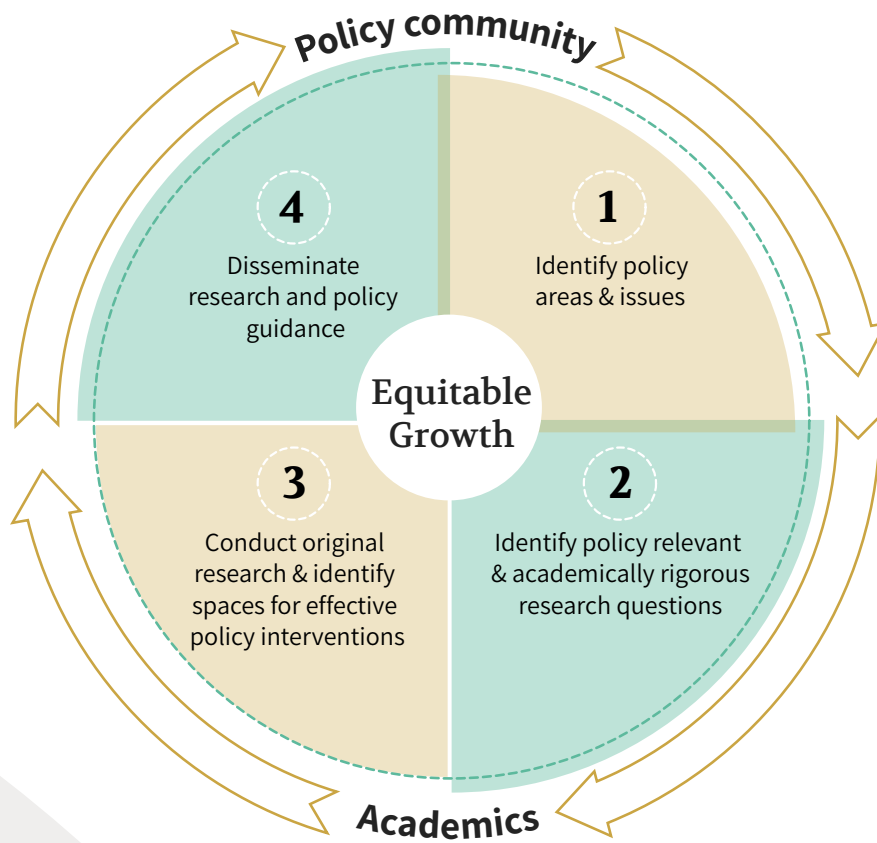 Policy community
1
Identify policy
areas & issues
2
Identify policy relevant
& academically rigorous
research questions
3
Conduct original
research & identify
spaces for effective
policy interventions
4
Disseminate
research and policy
guidance
Equitable
Growth
Academics